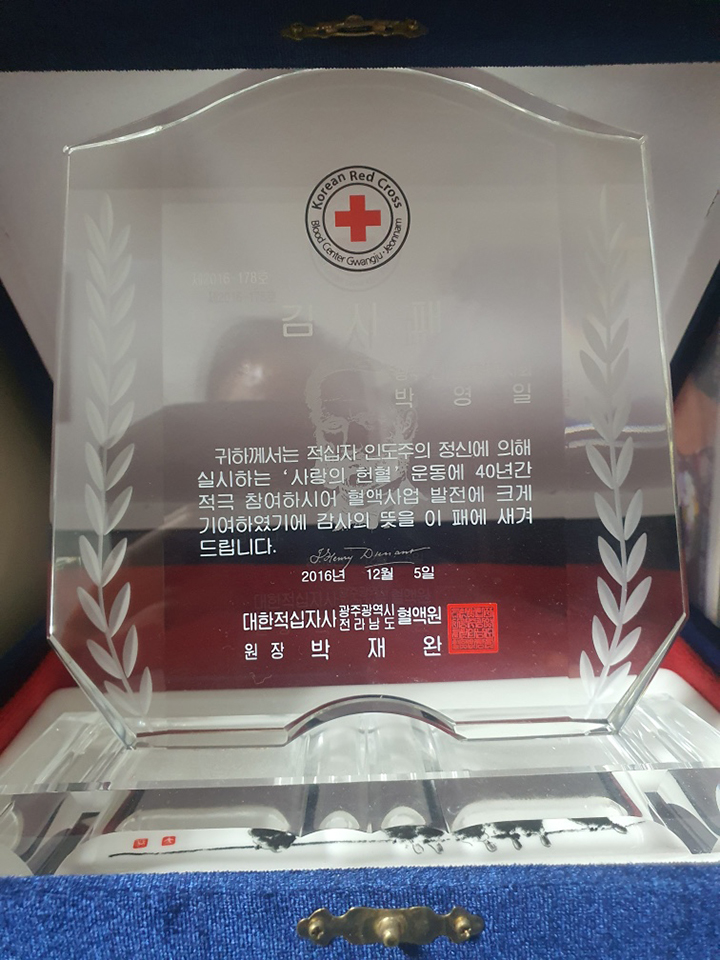 Korean Red Cross
Blood Center Gwangju·Jeonnam
감사패
박 영 일
귀하께서는 적십자 인도주의 정신에 의해
실시하는 '사랑의 헌혈' 운동에 40년간
적극 참여하시어 혈액사업 발전에 크게
기여하였기에 감사의 뜻을 이 패에 새겨
드립니다.
J. Henry Dunant
2016년 12월 5일
대한적십자사 광주광역시 전라남도 혈액원
원 장 박 재 완